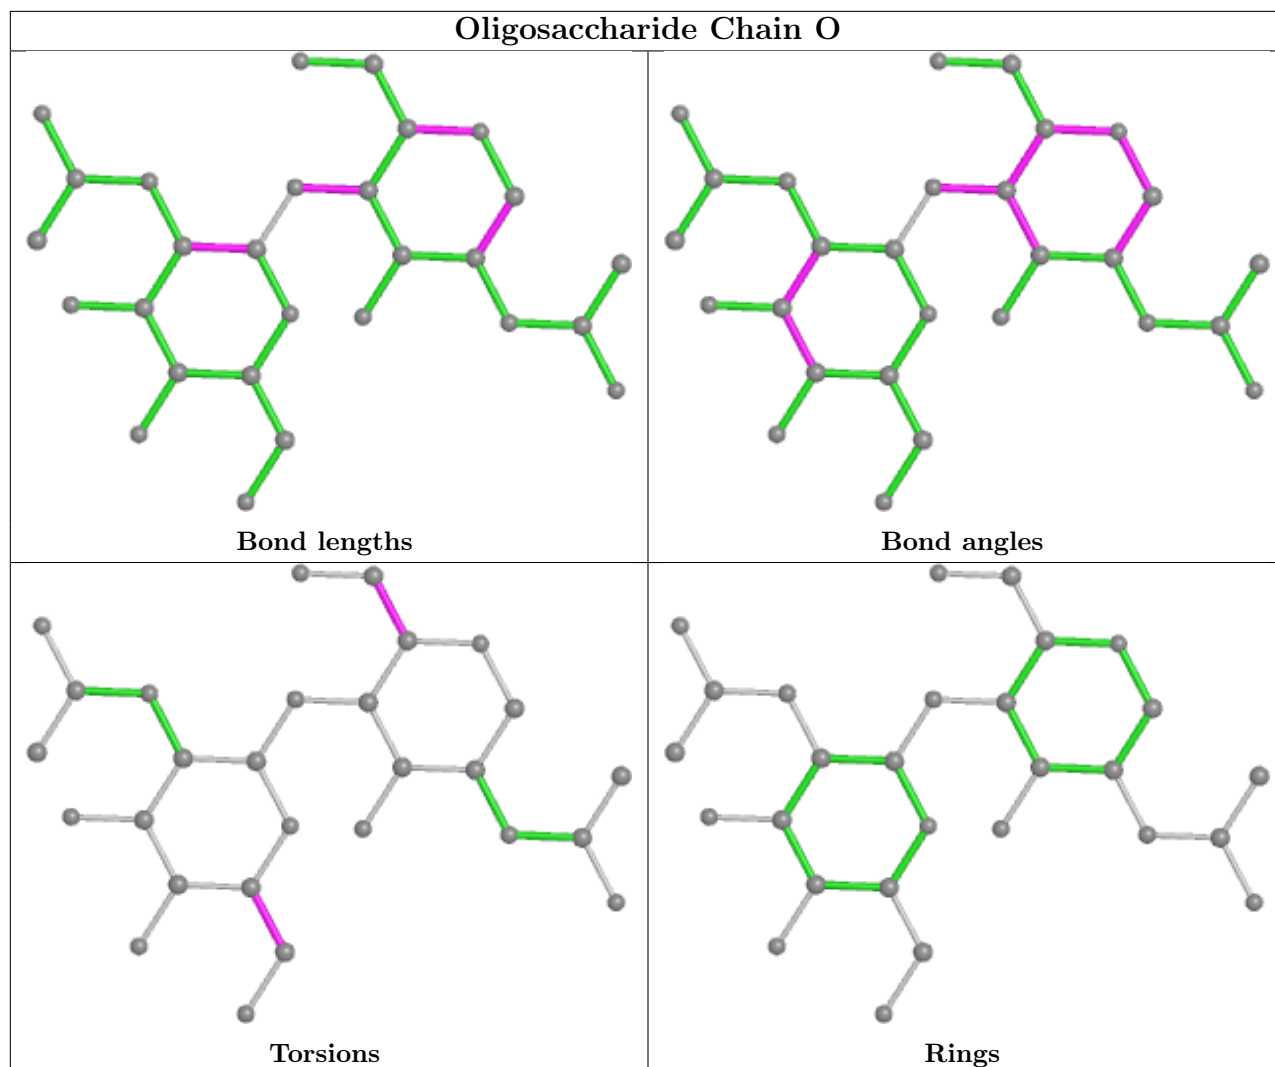 Oligosaccharide Chain O
Bond lengths
Bond angles
Torsions
Rings